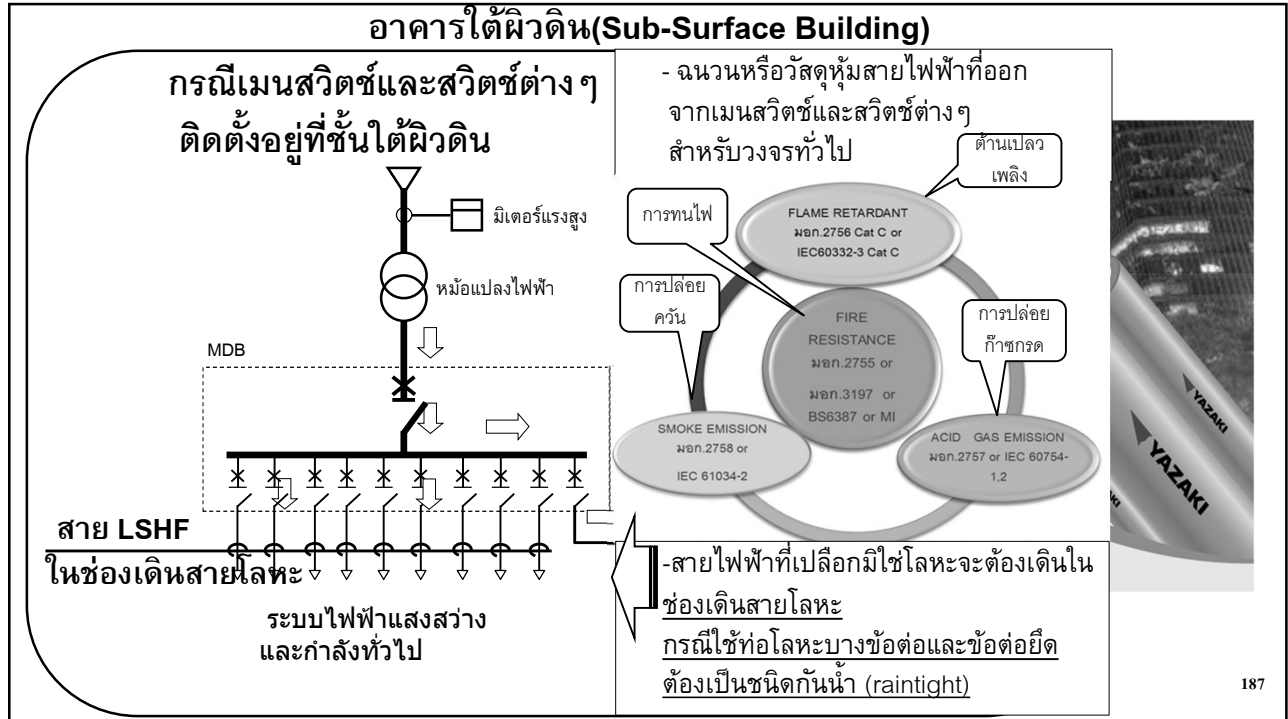 อาคารใต้ผิวดิน(Sub-Surface Building)
กรณีเมนสวิตช์และสวิตช์ต่างๆ
ติดตั้งอยู่ที่ชั้นใต้ผิวดิน
มิเตอร์แรงสูง
หม้อแปลงไฟฟ้า
MDB
สาย LSHF
ในช่องเดินสายโลหะ
ระบบไฟฟ้าแสงสว่าง
และกำลังทั่วไป
- ฉนวนหรือวัสดุหุ้มสายไฟฟ้าที่ออก
จากเมนสวิตช์และสวิตช์ต่างๆ
สำหรับวงจรทั่วไป
ต้านเปลว
เพลิง
การทนไฟ
FLAME RETARDANT
มอก.2756 Cat C or
IEC60332-3 Cat C
การปล่อย
ควัน
FIRE
RESISTANCE
มอก.2755 or
มอก.3197 or
BS6387 or MI
การปล่อย
ก๊าซกรด
SMOKE EMISSION
มอก.2758 or
IEC 61034-2
ACID GAS EMISSION
มอก.2757 or IEC 60754-
1,2
YAZAKI
YAZAKI
-สายไฟฟ้าที่เปลือกมิใช่โลหะจะต้องเดินใน
ช่องเดินสายโลหะ
กรณีใช้ท่อโลหะบางข้อต่อและข้อต่อยึด
ต้องเป็นชนิดกันน้ำ (raintight)
187